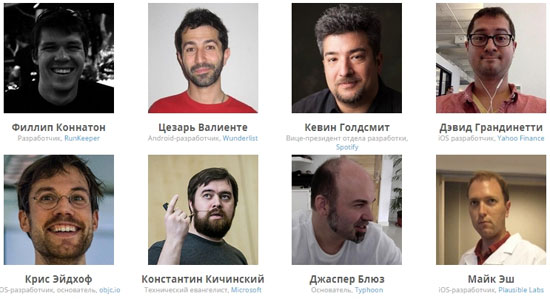 Филлип Коннатон
Цезарь Валиенте
Кевин Голдсмит
Дэвид Грандинетти
Разработчик, RunKeeper
Android-разработчик, Wunderlist
Вице-президент отдела разработки,
Spotify
iOS разработчик, Yahoo Finance
Крис Эйдхоф
Константин Кичинский
Джаспер Блюз
Майк Эш
iOS-разработчик, основатель, objc.io
Технический евангелист, Microsoft
Основатель, Typhoon
iOS-разработчик, Plausible Labs